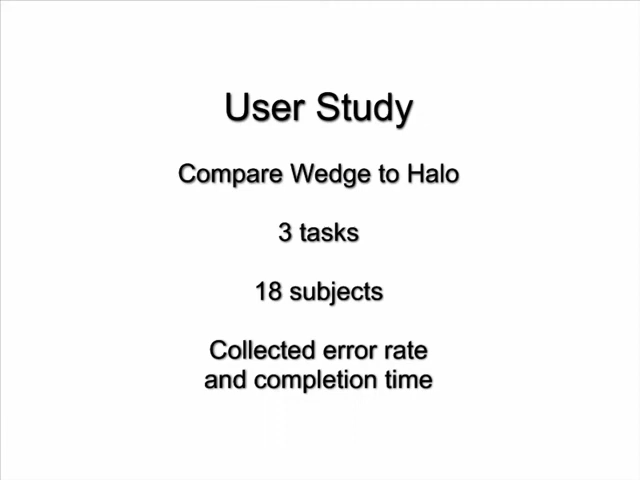 User Study
Compare Wedge to Halo
3 tasks
18 subjects
Collected error rate
and completion time